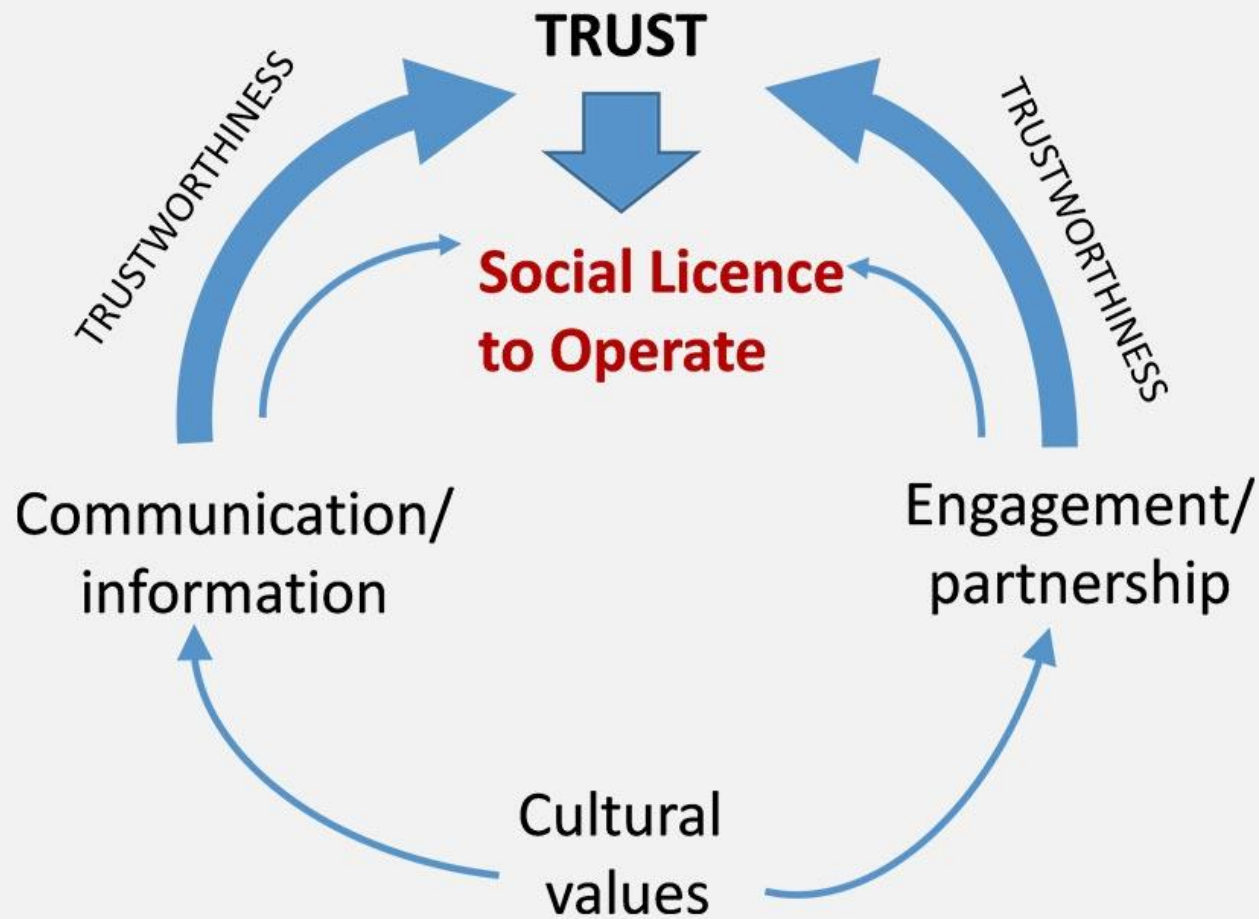 TRUST
TRUSTWORTHINESS
TRUSTWORTHINESS
Social Licence
to Operate
Communication/
information
Engagement/
partnership
Cultural
values